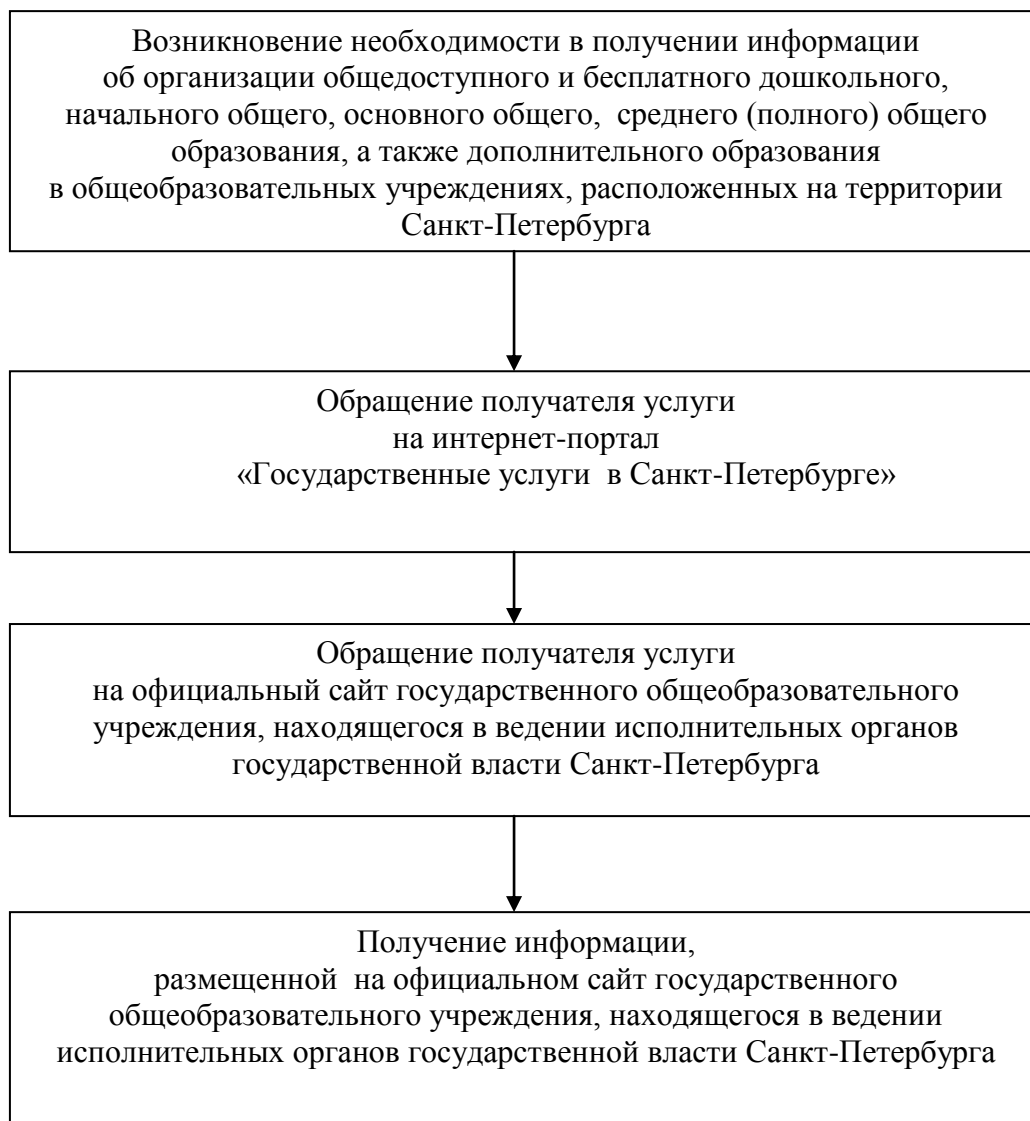 Возникновение необходимости в получении информации
об организации общедоступного и бесплатного дошкольного,
начального общего, основного общего,  среднего (полного) общего
образования, а также дополнительного образования
в общеобразовательных учреждениях, расположенных на территории
Санкт-Петербурга
Обращение получателя услуги
на интернет-портал
«Государственные услуги  в Санкт-Петербурге»
Обращение получателя услуги
на официальный сайт государственного общеобразовательного
учреждения, находящегося в ведении исполнительных органов
государственной власти Санкт-Петербурга
Получение информации,
размещенной  на официальном сайт государственного
общеобразовательного учреждения, находящегося в ведении
исполнительных органов государственной власти Санкт-Петербурга